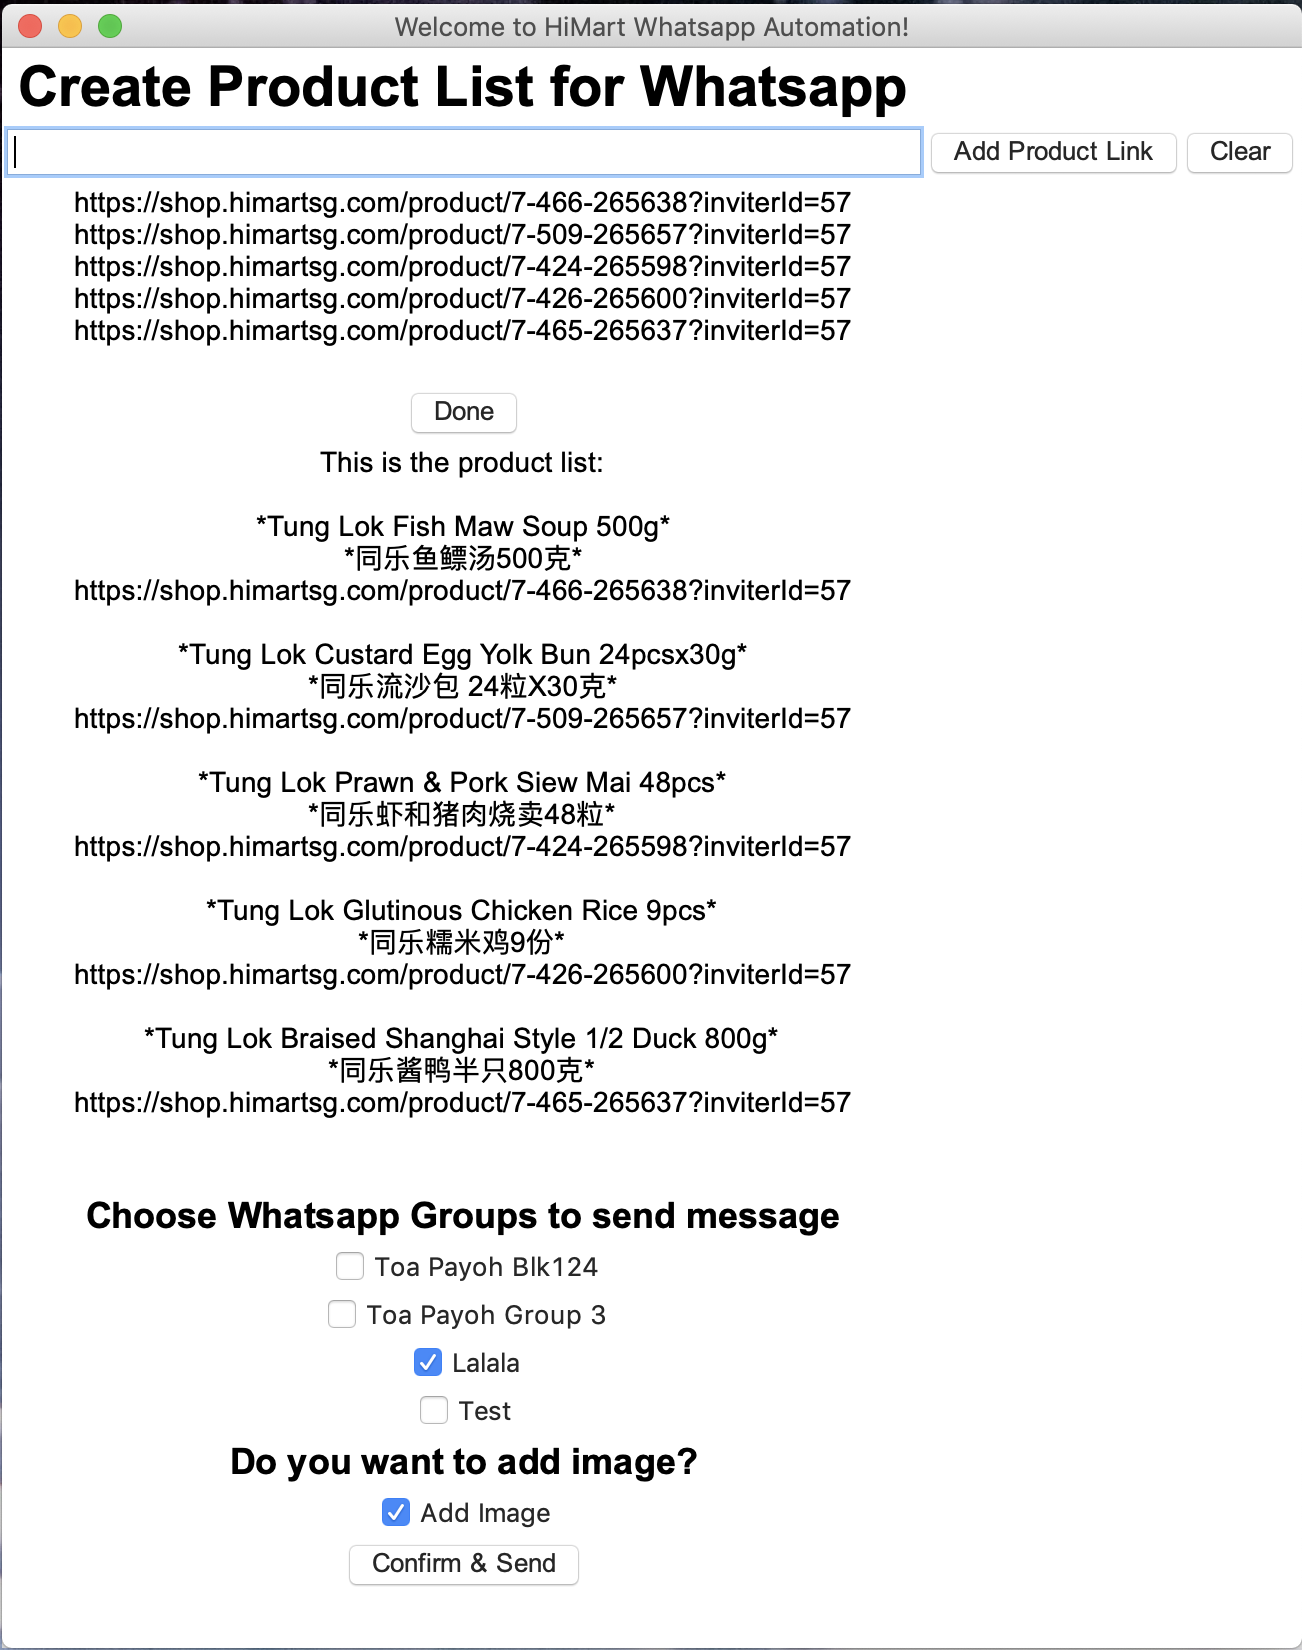 Welcome to HiMart Whatsapp Automation!
Create Product List for Whatsapp
Add Product Link
Clear
https://shop.himartsg.com/product/7-466-265638?inviterId=57
https://shop.himartsg.com/product/7-509-265657?inviterId=57
https://shop.himartsg.com/product/7-424-265598?inviterId=57
https://shop.himartsg.com/product/7-426-265600?inviterId=57
https://shop.himartsg.com/product/7-465-265637?inviterId=57
Done
This is the product list:
*Tung Lok Fish Maw Soup 500g*
*同乐鱼鳔汤500克*
https://shop.himartsg.com/product/7-466-265638?inviterId=57
*Tung Lok Custard Egg Yolk Bun 24pcsx30g*
*同乐流沙包 24粒X30克*
https://shop.himartsg.com/product/7-509-265657?inviterId=57
*Tung Lok Prawn & Pork Siew Mai 48pcs*
*同乐虾和猪肉烧卖48粒*
https://shop.himartsg.com/product/7-424-265598?inviterId=57
*Tung Lok Glutinous Chicken Rice 9pcs*
*同乐糯米鸡9份*
https://shop.himartsg.com/product/7-426-265600?inviterId=57
*Tung Lok Braised Shanghai Style 1/2 Duck 800g*
*同乐酱鸭半只800克*
https://shop.himartsg.com/product/7-465-265637?inviterId=57
Choose Whatsapp Groups to send message
Toa Payoh Blk124
Toa Payoh Group 3
Lalala
Test
Do you want to add image?
Add Image
Confirm & Send